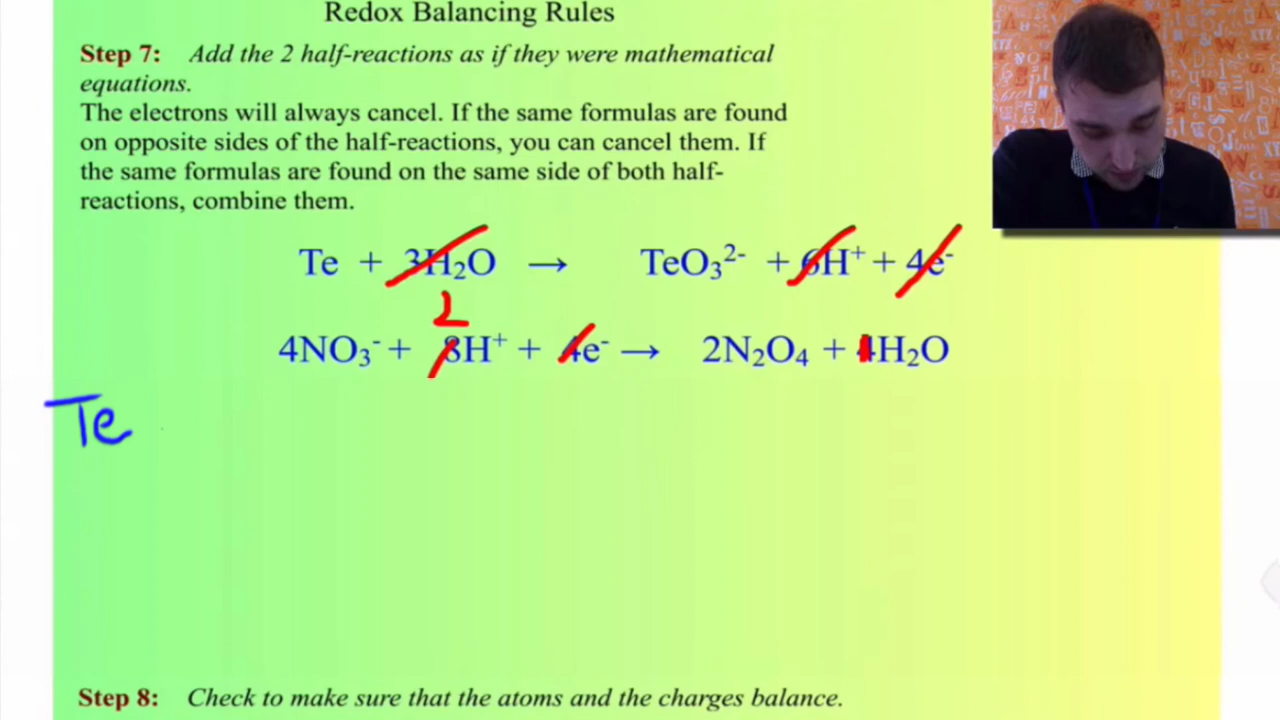 Redox Balancing Rules
Step 7: Add the 2 half-reactions as if they were mathematical
equations.
The electrons will always cancel. If the same formulas are found
on opposite sides of the half-reactions, you can cancel them. If
the same formulas are found on the same side of both half-
reactions, combine them.
Te + 3H₂O → TeO₃²⁻ + 6H⁺ + 4e⁻
2
4NO₃⁻ + 8H⁺ + 4e⁻ → 2N₂O₄ + 4H₂O
Te
Step 8: Check to make sure that the atoms and the charges balance.